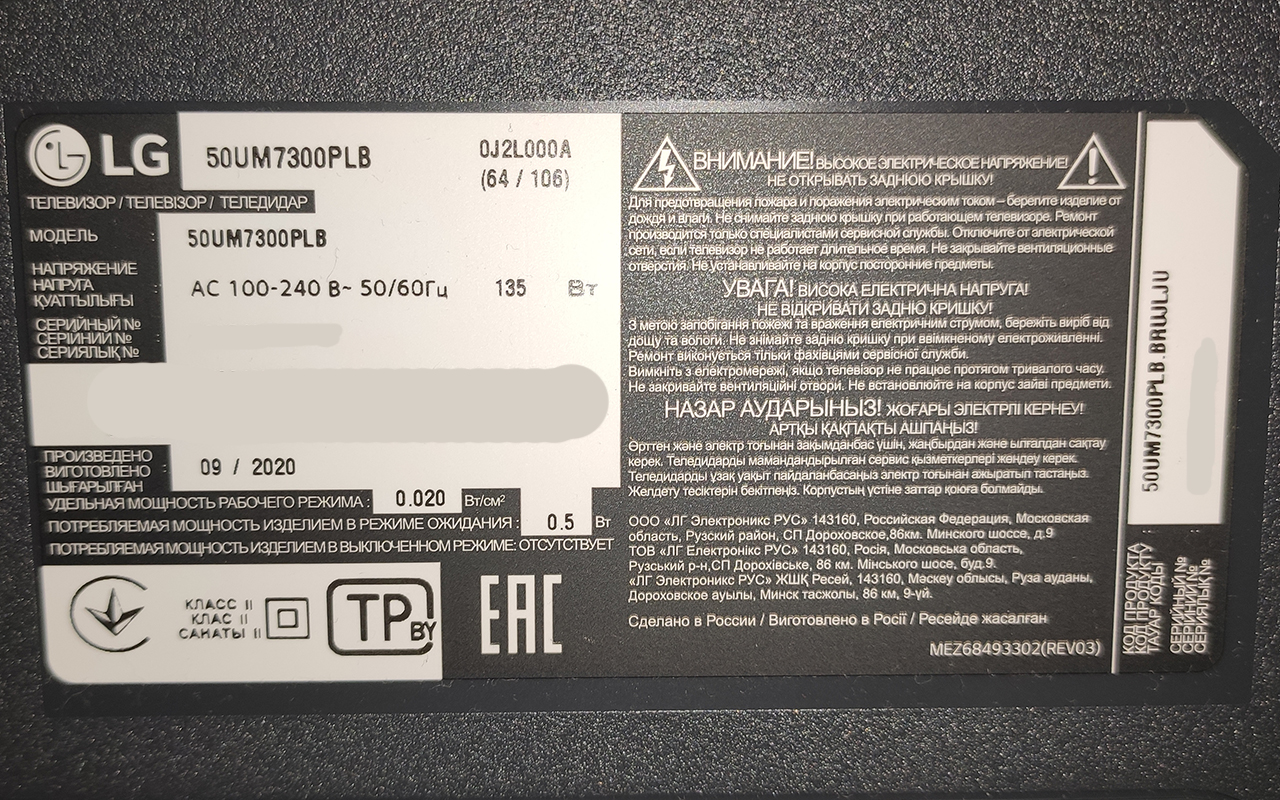 LG
50UM7300PLB
0J2L000A
(64 / 106)
ТЕЛЕВИЗОР / ТЕЛЕВІЗОР / ТЕЛЕДИДАР
МОДЕЛЬ
50UM7300PLB
НАПРЯЖЕНИЕ
НАПРУГА
ҚУАТТЫЛЫҒЫ
AC 100-240 В~ 50/60Гц 135 Вт
СЕРИЙНЫЙ №
СЕРІЙНИЙ №
СЕРИЯЛЫҚ №
ПРОИЗВЕДЕНО
ВИГОТОВЛЕНО
ШЫҒАРЫЛҒАН
09 / 2020
УДЕЛЬНАЯ МОЩНОСТЬ РАБОЧЕГО РЕЖИМА : 0.020 Вт/см²
ПОТРЕБЛЯЕМАЯ МОЩНОСТЬ ИЗДЕЛИЕМ В РЕЖИМЕ ОЖИДАНИЯ : 0.5 Вт
ПОТРЕБЛЯЕМАЯ МОЩНОСТЬ ИЗДЕЛИЕМ В ВЫКЛЮЧЕННОМ РЕЖИМЕ: ОТСУТСТВУЕТ
КЛАСС II
КЛАС II
САНАТЫ II
TP BY
EAC
ВНИМАНИЕ! ВЫСОКОЕ ЭЛЕКТРИЧЕСКОЕ НАПРЯЖЕНИЕ!
НЕ ОТКРЫВАТЬ ЗАДНЮЮ КРЫШКУ!
Для предотвращения пожара и поражения электрическим током – берегите изделие от
дождя и влаги. Не снимайте заднюю крышку при работающем телевизоре. Ремонт
производится только специалистами сервисной службы. Отключите от электрической
сети, если телевизор не работает длительное время. Не закрывайте вентиляционные
отверстия. Не устанавливайте на корпус посторонние предметы.
УВАГА! ВИСОКА ЕЛЕКТРИЧНА НАПРУГА!
НЕ ВІДКРИВАТИ ЗАДНЮ КРИШКУ!
З метою запобігання пожежі та враження електричним струмом, бережіть виріб від
дощу та вологи. Не знімайте задню кришку при ввімкненому електроживленні.
Ремонт виконується тільки фахівцями сервісної служби.
Вимкніть з електромережі, якщо телевізор не працює протягом тривалого часу.
Не закривайте вентиляційні отвори. Не встановлюйте на корпус зайві предмети.
НАЗАР АУДАРЫҢЫЗ! ЖОҒАРЫ ЭЛЕКТРЛІ КЕРНЕУ!
АРТҚЫ ҚАҚПАҚТЫ АШПАҢЫЗ!
Өрттен және электр тоғынан зақымданбас үшін, жаңбырдан және ылғалдан сақтау
керек. Теледидарды мамандандырылған сервис қызметкерлері жөндеу керек.
Теледидарды ұзақ уақыт пайдаланбасаңыз электр тоғынан ажыратып тастаңыз.
Желдету тесіктерін бекітпеңіз. Корпустың үстіне заттар қоюға болмайды.
ООО «ЛГ Электроникс РУС» 143160, Российская Федерация, Московская
область, Рузский район, СП Дороховское,86км. Минского шоссе, д.9
ТОВ «ЛГ Електронікс РУС» 143160, Росія, Московська область,
Рузський р-н,СП Дорохівське, 86 км. Мінського шосе, буд.9.
«ЛГ Электроникс РУС» ЖШҚ Ресей, 143160, Мәскеу облысы, Руза ауданы,
Дороховское ауылы, Минск тасжолы, 86 км, 9-үй.
Сделано в России / Виготовлено в Росії / Ресейде жасалған
MEZ68493302(REV03)
50UM7300PLB.BRWLJU
КОД ПРОДУКТА
КОД ПРОДУКТУ
ТАУАР КОДЫ
СЕРИЙНЫЙ №
СЕРІЙНИЙ №
СЕРИЯЛЫҚ №